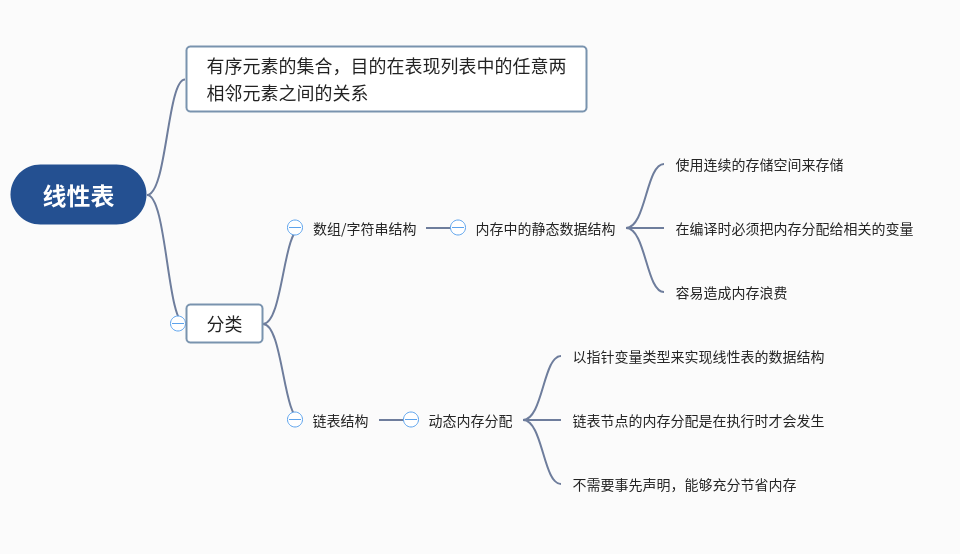 线性表
有序元素的集合，目的在表现列表中的任意两
相邻元素之间的关系
分类
数组/字符串结构
内存中的静态数据结构
使用连续的存储空间来存储
在编译时必须把内存分配给相关的变量
容易造成内存浪费
链表结构
动态内存分配
以指针变量类型来实现线性表的数据结构
链表节点的内存分配是在执行时才会发生
不需要事先声明，能够充分节省内存